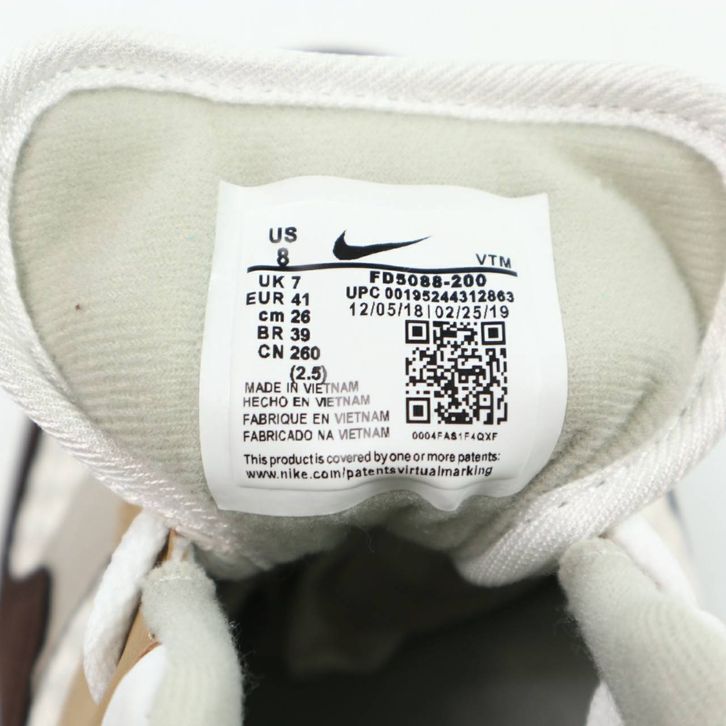 US
8
VTM
UK 7
EUR 41
cm 26
BR 39
CN 260
(2.5)
FD5088-200
UPC 00195244312863
12/05/18 | 02/25/19
MADE IN VIETNAM
HECHO EN VIETNAM
FABRIQUE EN VIETNAM
FABRICADO NA VIETNAM
0004FAS1F4QXF
This product is covered by one or more patents:
www.nike.com/patentsvirtualmarking